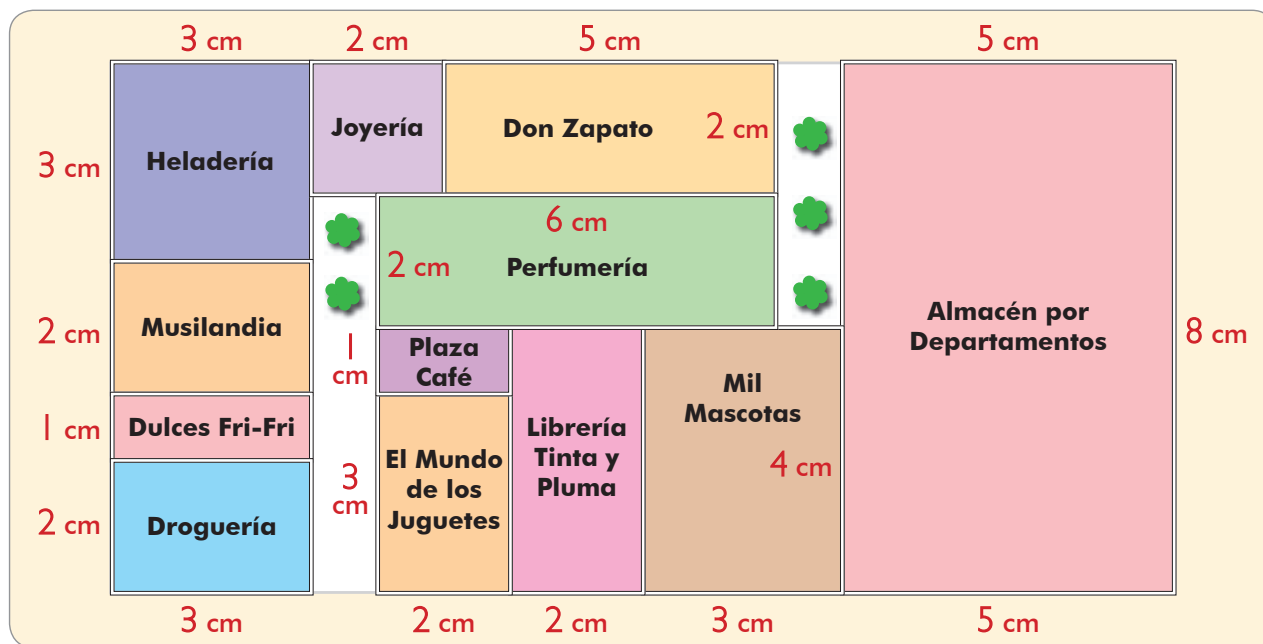 3 cm
2 cm
5 cm
5 cm
Heladería
Joyería
Don Zapato
2 cm
3 cm
6 cm
2 cm
Perfumería
Almacén por
Departamentos
8 cm
Musilandia
2 cm
1
cm
Plaza
Café
Mil
Mascotas
Dulces Fri-Fri
1 cm
Librería
Tinta y
Pluma
4 cm
El Mundo
de los
Juguetes
3
cm
Droguería
2 cm
3 cm
2 cm
2 cm
3 cm
5 cm